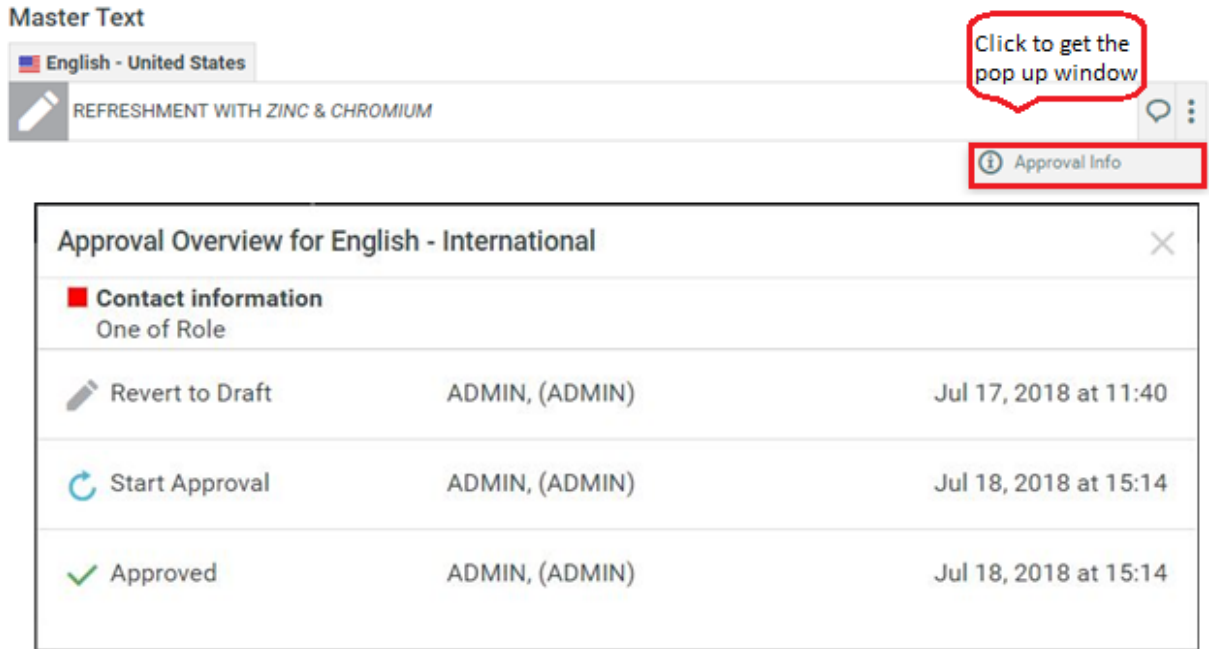 Master Text
Click to get the
pop up window
English - United States
REFRESHMENT WITH ZINC & CHROMIUM
Approval Info
Approval Overview for English - International
Contact information
One of Role
Revert to Draft ADMIN, (ADMIN) Jul 17, 2018 at 11:40
Start Approval ADMIN, (ADMIN) Jul 18, 2018 at 15:14
Approved ADMIN, (ADMIN) Jul 18, 2018 at 15:14